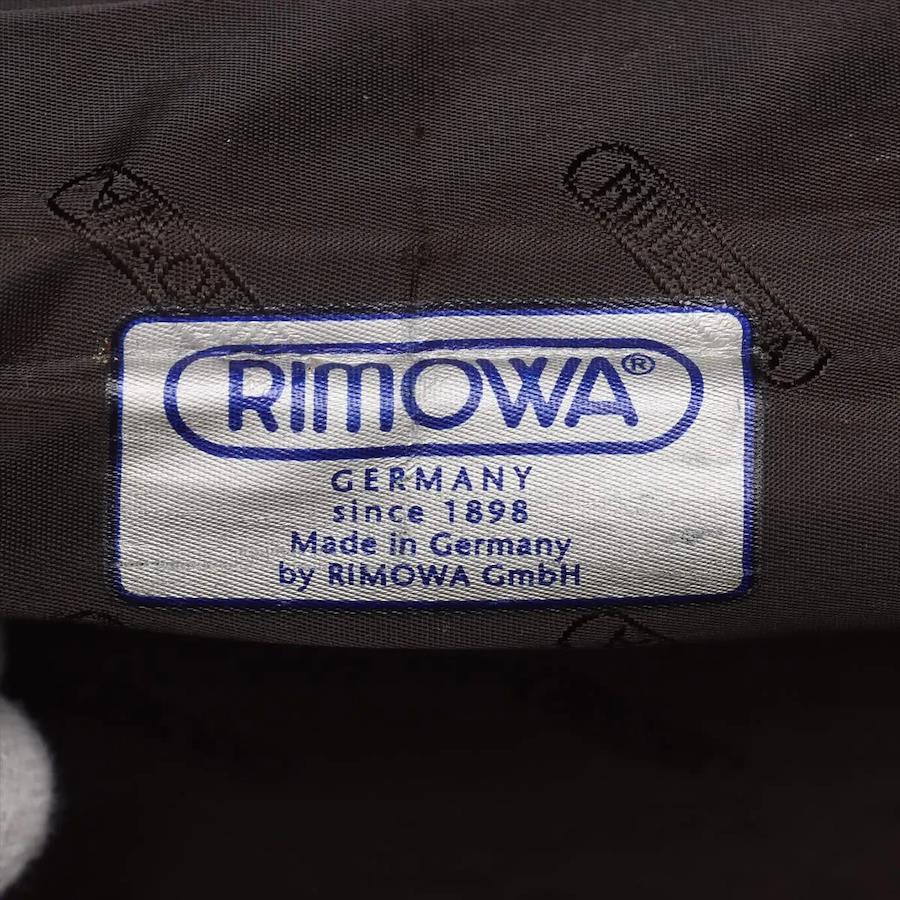 RIMOWA®
GERMANY
since 1898
Made in Germany
by RIMOWA GmbH